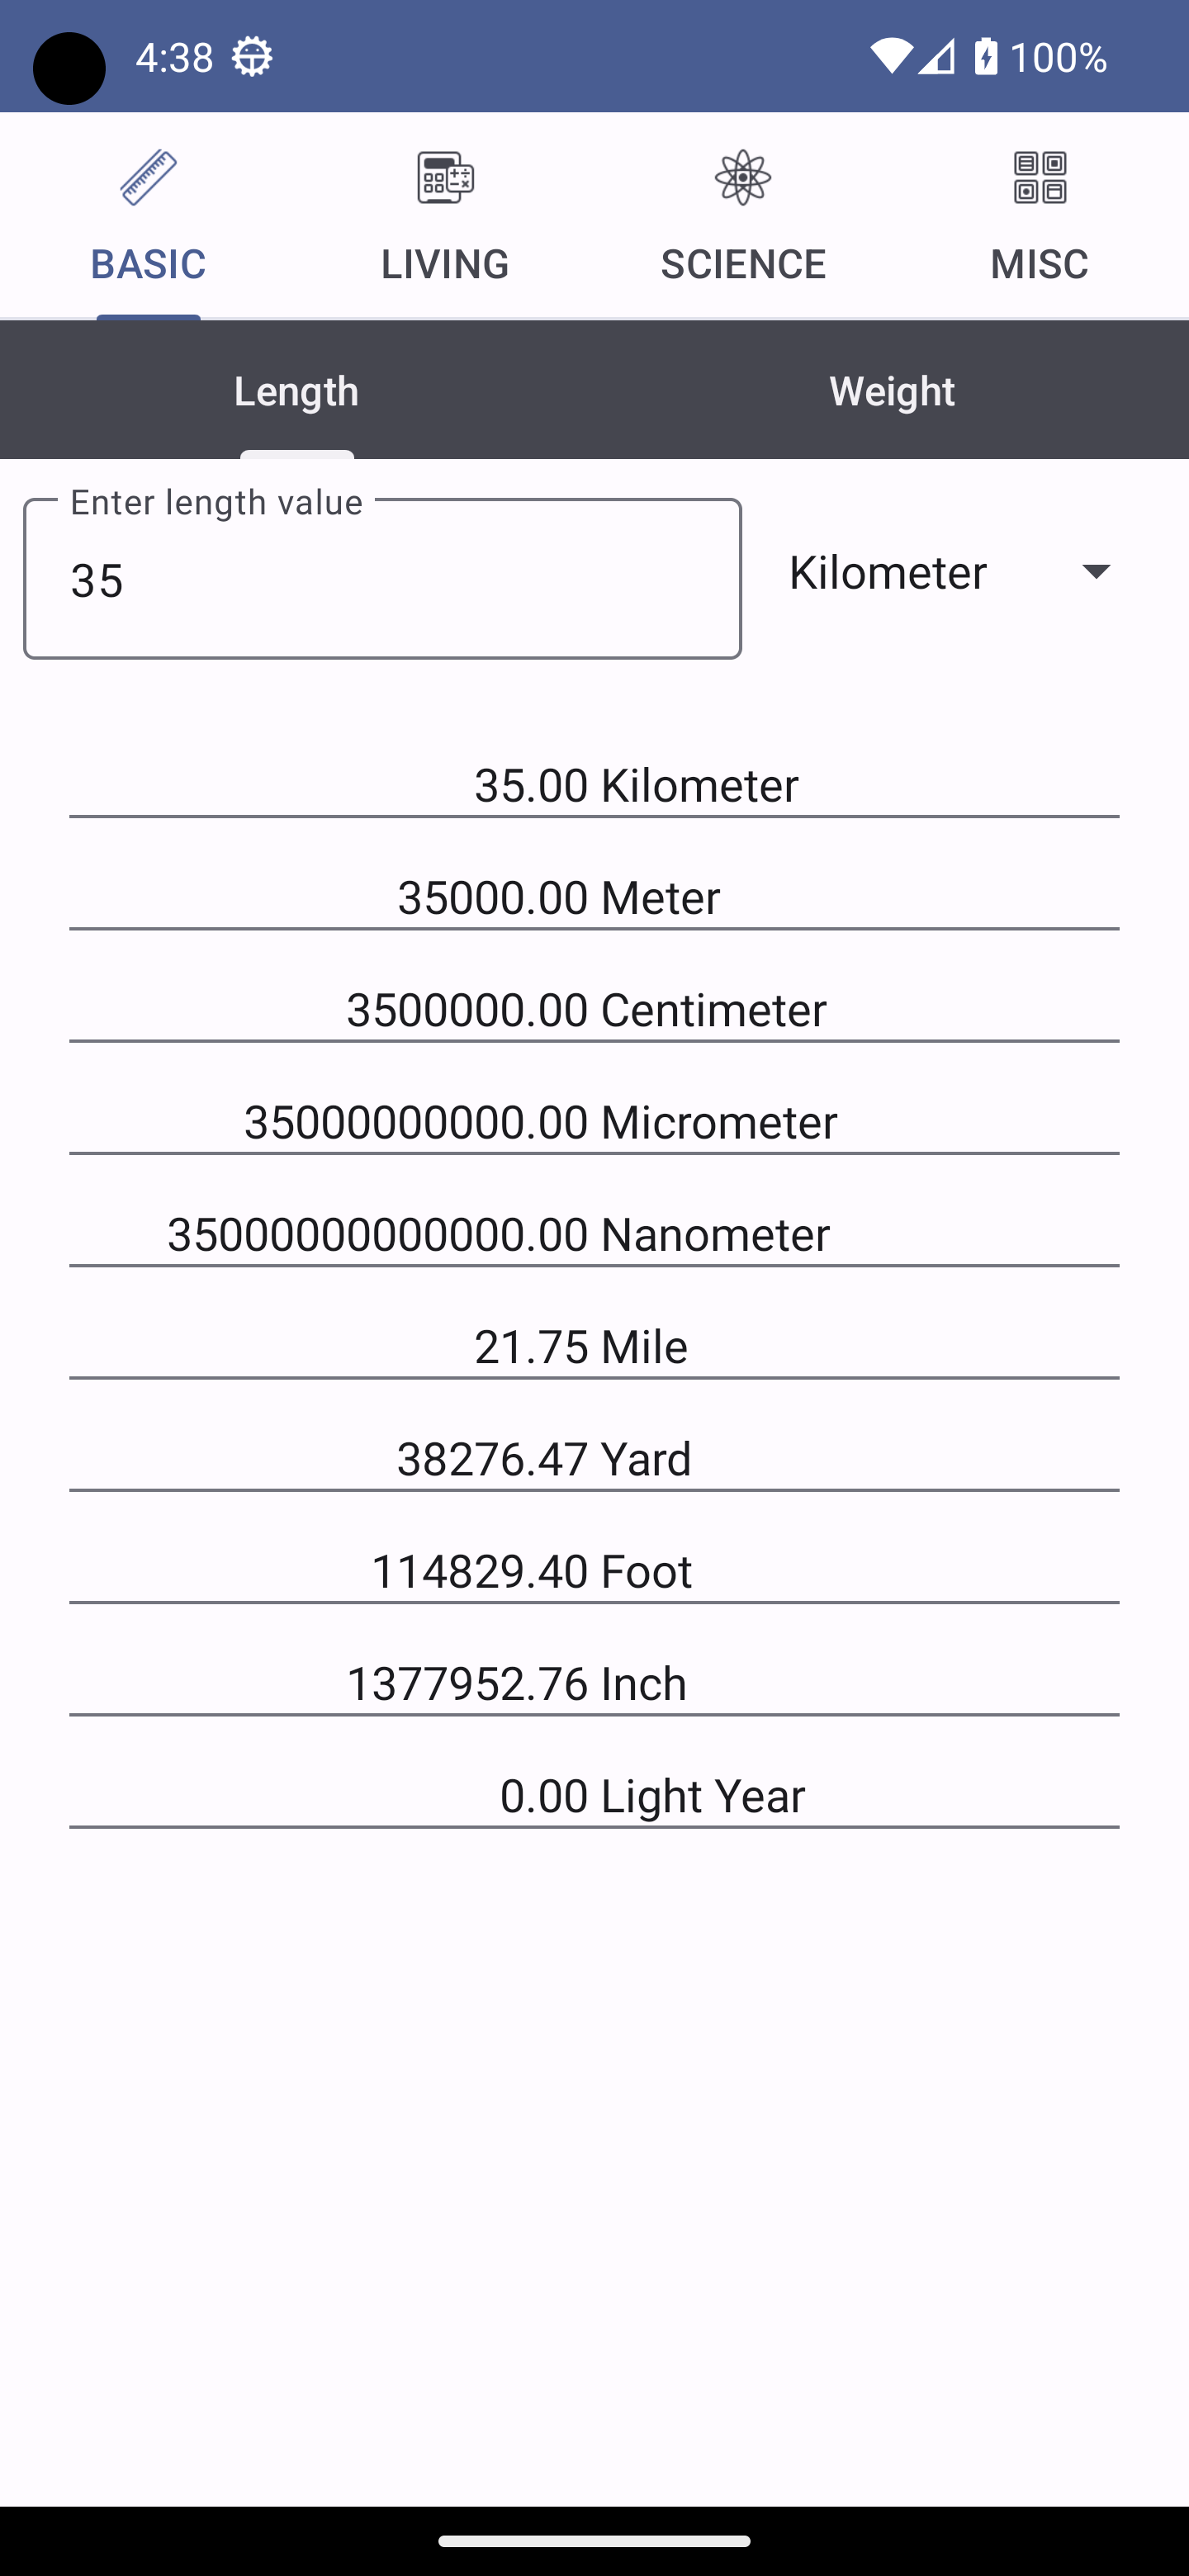 4:38 100%
BASIC LIVING SCIENCE MISC
Length Weight
Enter length value
35 Kilometer
35.00 Kilometer
35000.00 Meter
3500000.00 Centimeter
35000000000.00 Micrometer
35000000000000.00 Nanometer
21.75 Mile
38276.47 Yard
114829.40 Foot
1377952.76 Inch
0.00 Light Year